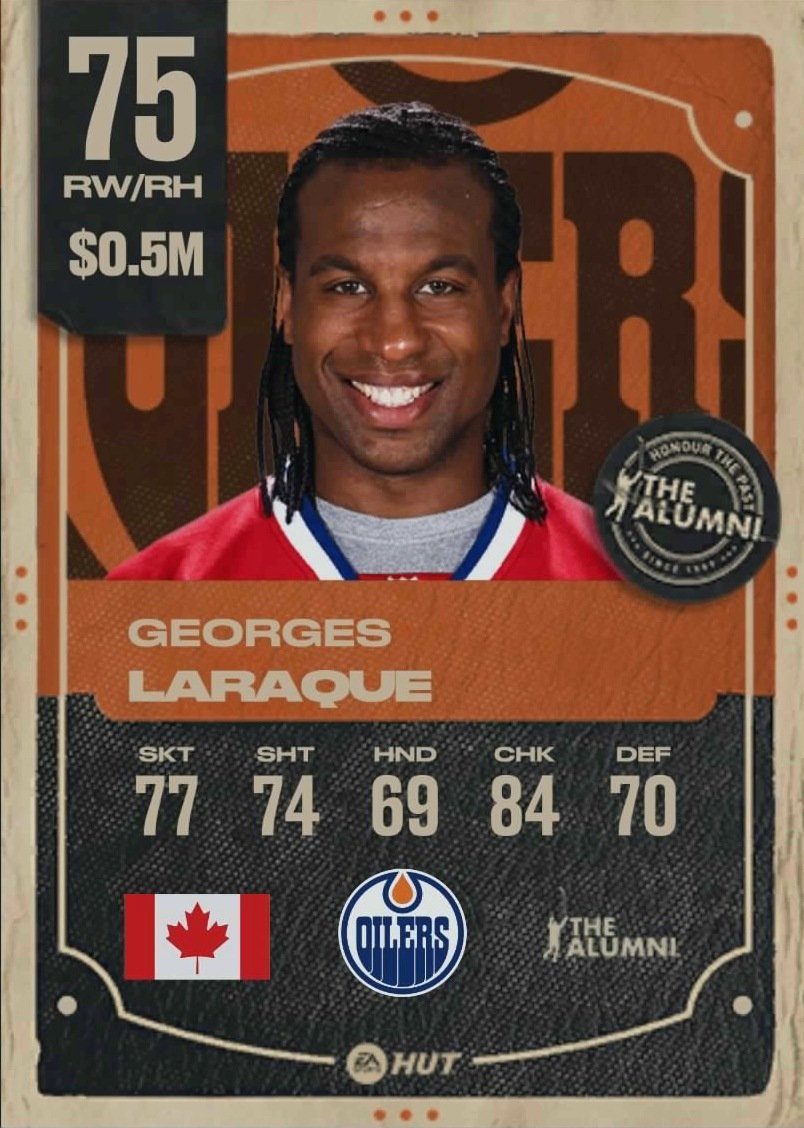 75
RW/RH
$0.5M
OILERS
HONOUR THE PAST
THE
ALUMNI
GEORGES
LARAQUE
SKT SHT HND CHK DEF
77 74 69 84 70
OILERS
THE
ALUMNI
EA
HUT